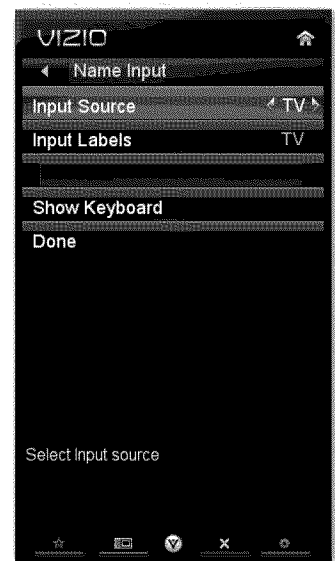 VIZIO
Name Input
Input Source TV
Input Labels TV
Show Keyboard
Done
Select Input source